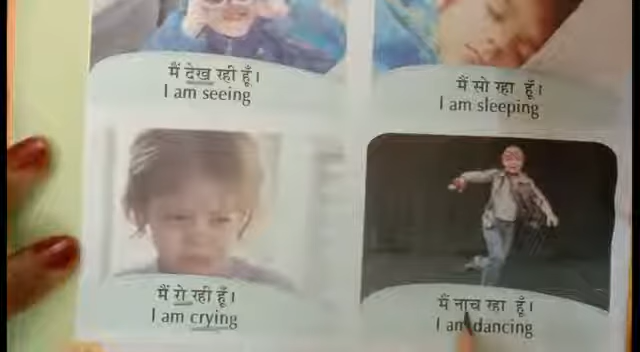 मैं देख रही हूँ।
I am seeing
मैं सो रहा हूँ।
I am sleeping
मैं रो रही हूँ।
I am crying
मैं नाच रहा हूँ।
I am dancing